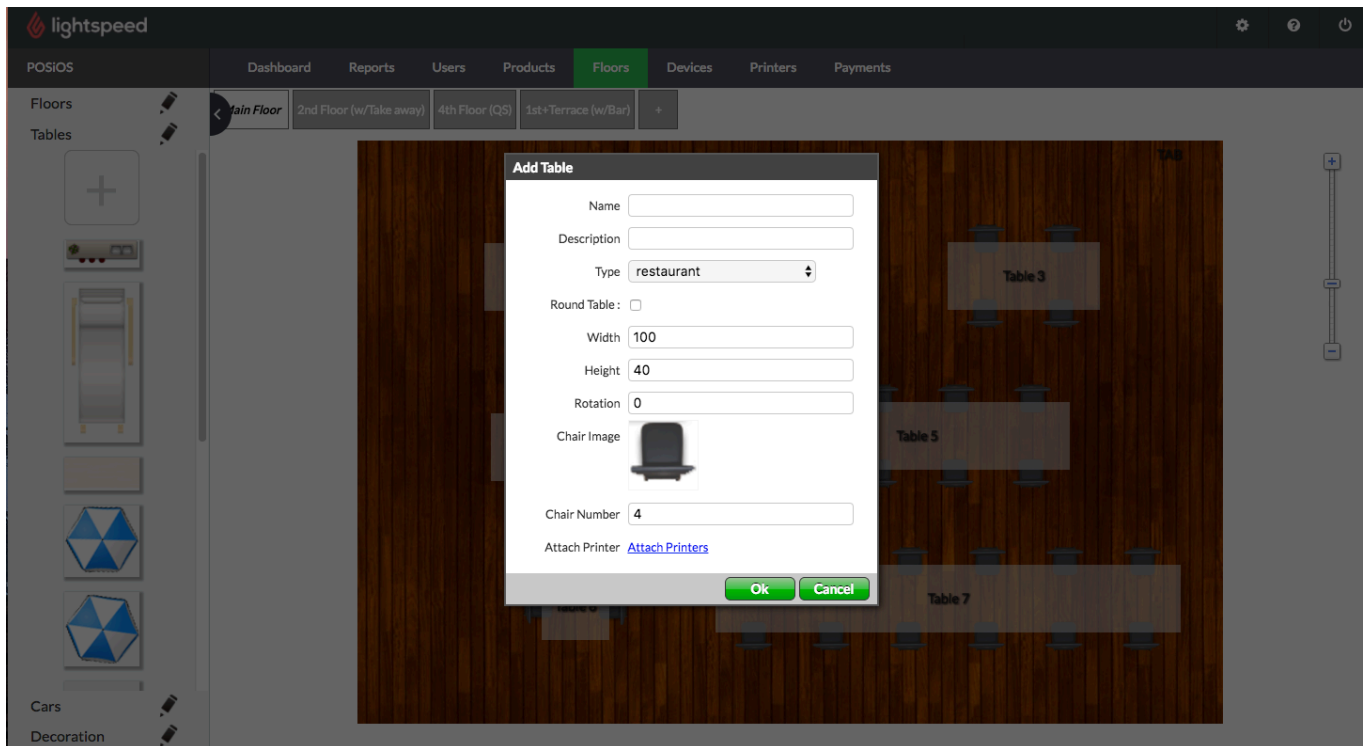 lightspeed
POSiOS
Dashboard Reports Users Products Floors Devices Printers Payments
Floors
Main Floor 2nd Floor (w/Take away) 4th Floor (QS) 1st+Terrace (w/Bar) +
Tables
TAB
Add Table
Name
Description
Type restaurant
Table 3
Round Table :
Width 100
Height 40
Rotation 0
Chair Image
Table 5
Chair Number 4
Attach Printer Attach Printers
Ok Cancel
Table 7
Cars
Decoration